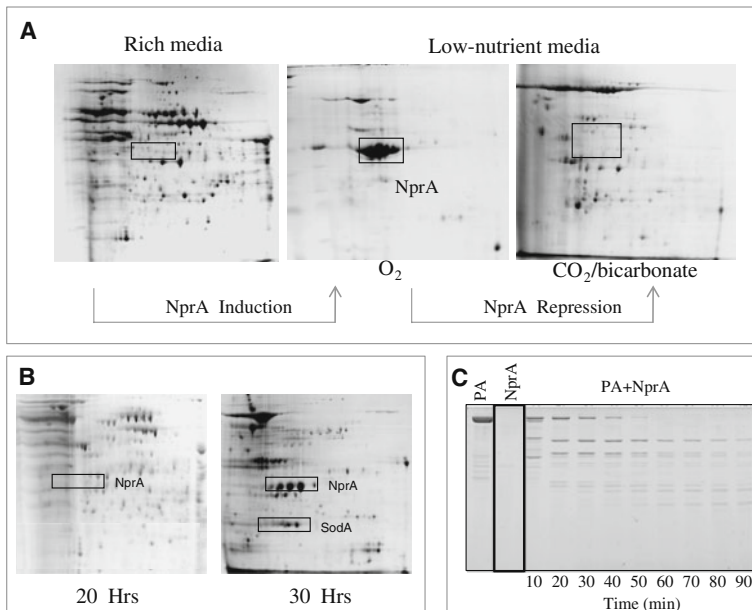 A
Rich media
Low-nutrient media
NprA
O₂
CO₂/bicarbonate
NprA Induction
NprA Repression
B
NprA
NprA
SodA
20 Hrs
30 Hrs
C
PA
NprA
PA+NprA
10 20 30 40 50 60 70 80 90
Time (min)